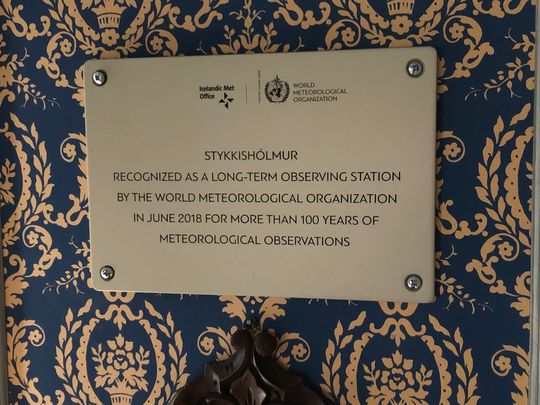 Icelandic Met
Office
WORLD
METEOROLOGICAL
ORGANIZATION
STYKKISHÓLMUR
RECOGNIZED AS A LONG-TERM OBSERVING STATION
BY THE WORLD METEOROLOGICAL ORGANIZATION
IN JUNE 2018 FOR MORE THAN 100 YEARS OF
METEOROLOGICAL OBSERVATIONS